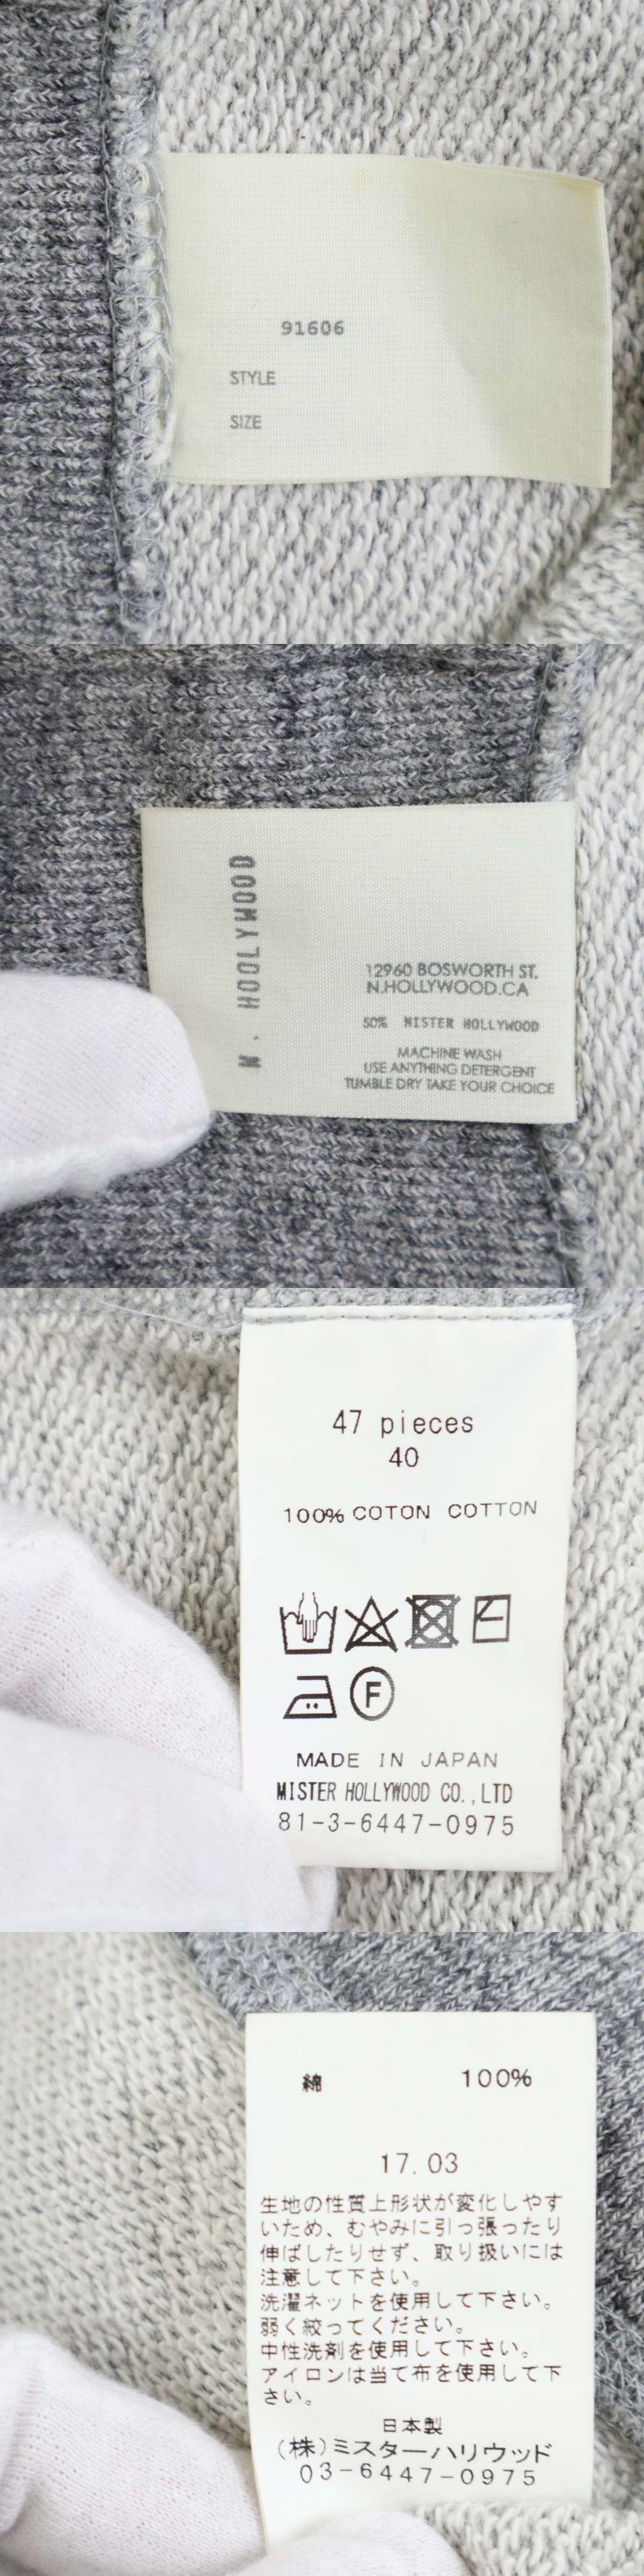 91606
STYLE
SIZE
N. HOOLYWOOD
12960 BOSWORTH ST.
N.HOLLYWOOD.CA
50% MISTER HOLLYWOOD
MACHINE WASH
USE ANYTHING DETERGENT
TUMBLE DRY TAKE YOUR CHOICE
47 pieces
40
100% COTON COTTON
F
MADE IN JAPAN
MISTER HOLLYWOOD CO.,LTD
81-3-6447-0975
綿 100%
17.03
生地の性質上形状が変化しやす
いため、むやみに引っ張ったり
伸ばしたりせず、取り扱いには
注意して下さい。
洗濯ネットを使用して下さい。
弱く絞ってください。
中性洗剤を使用して下さい。
アイロンは当て布を使用して下
さい。
日本製
(株)ミスターハリウッド
03-6447-0975